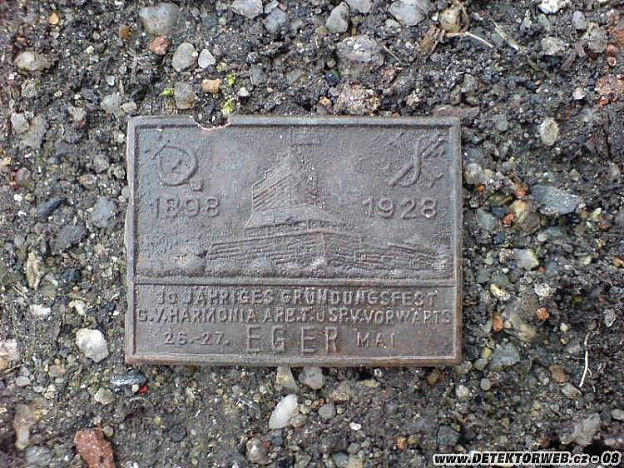 1898 1928
30 JÄHRIGES GRÜNDUNGSFEST
G.V. HARMONIA ARB.T. U SP.V. VORWÄRTS
26.-27. EGER MAI
www.DETEKTORWEB.cz - 08